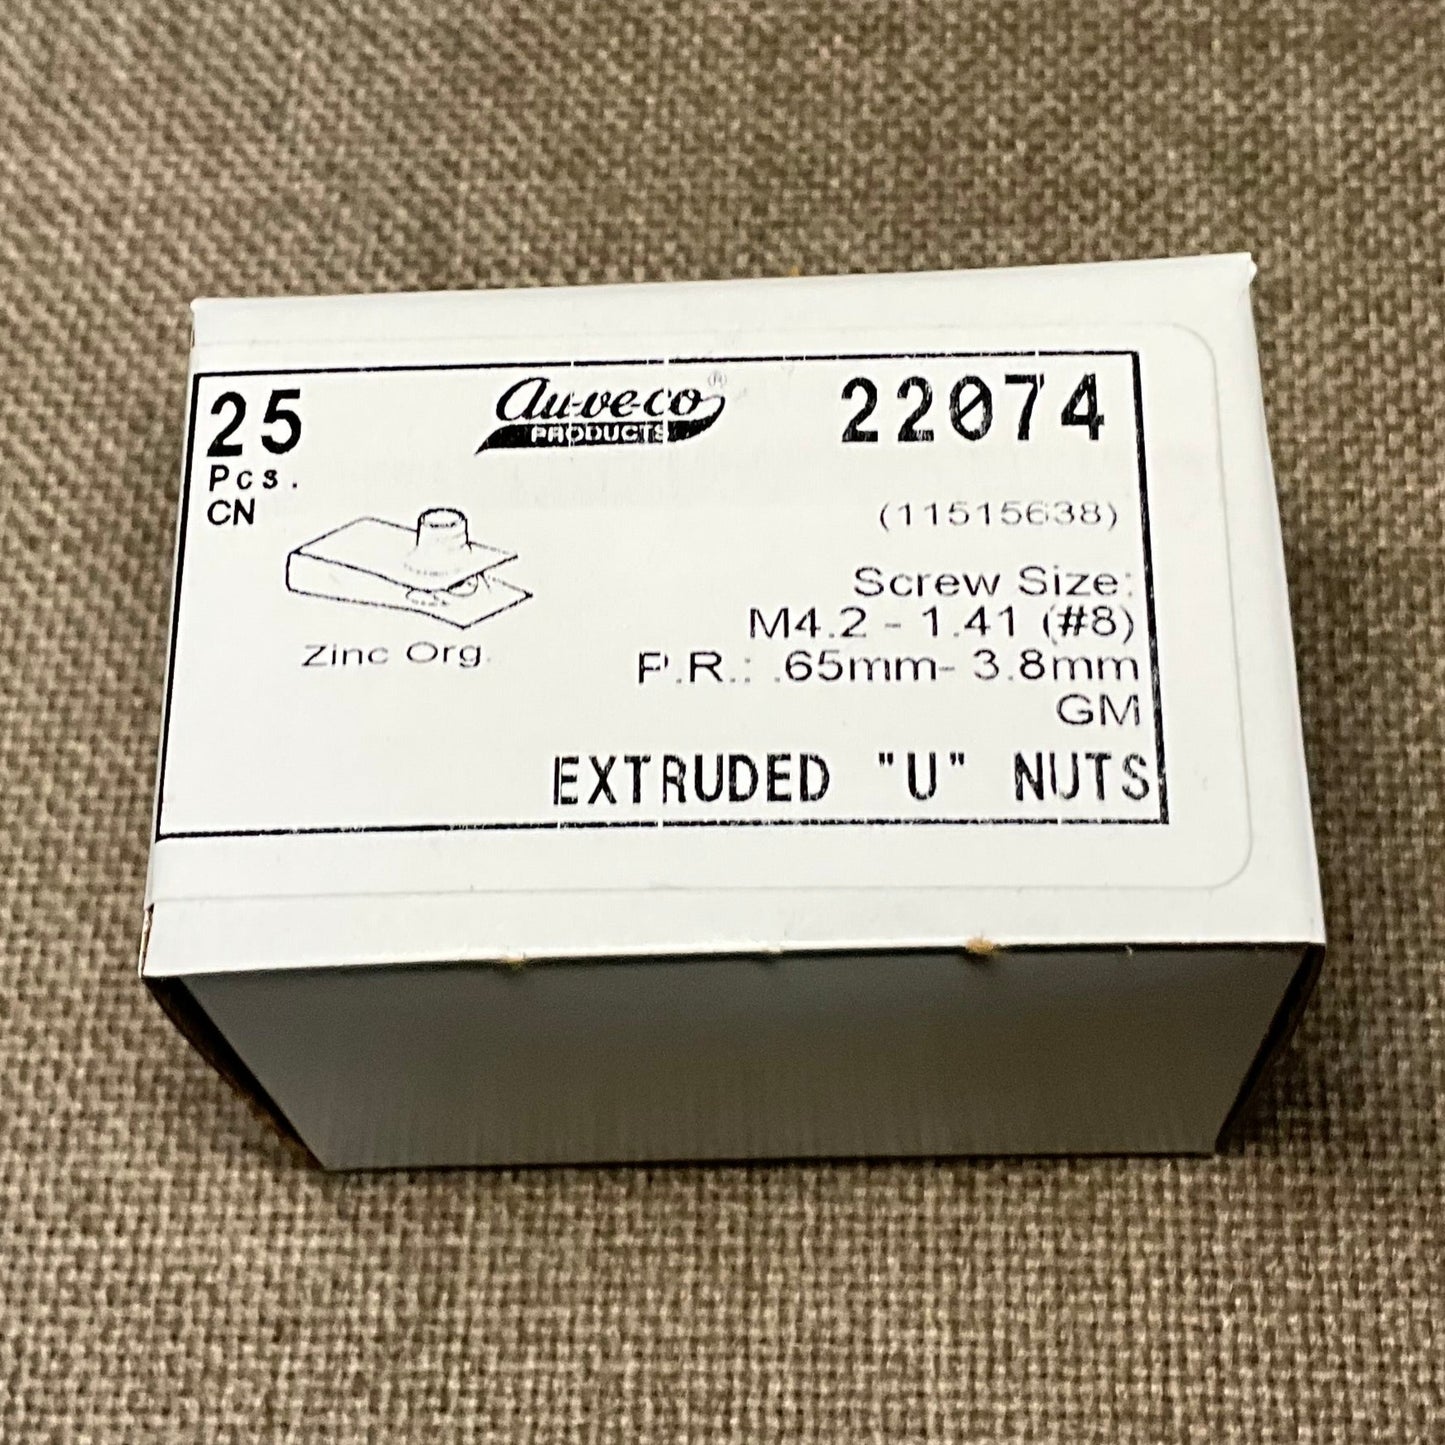 25
Pcs.
CN
Au-ve-co®
PRODUCTS
22074
(11515638)
Screw Size:
M4.2 - 1.41 (#8)
P.R.: .65mm- 3.8mm
GM
Zinc Org.
EXTRUDED "U" NUTS